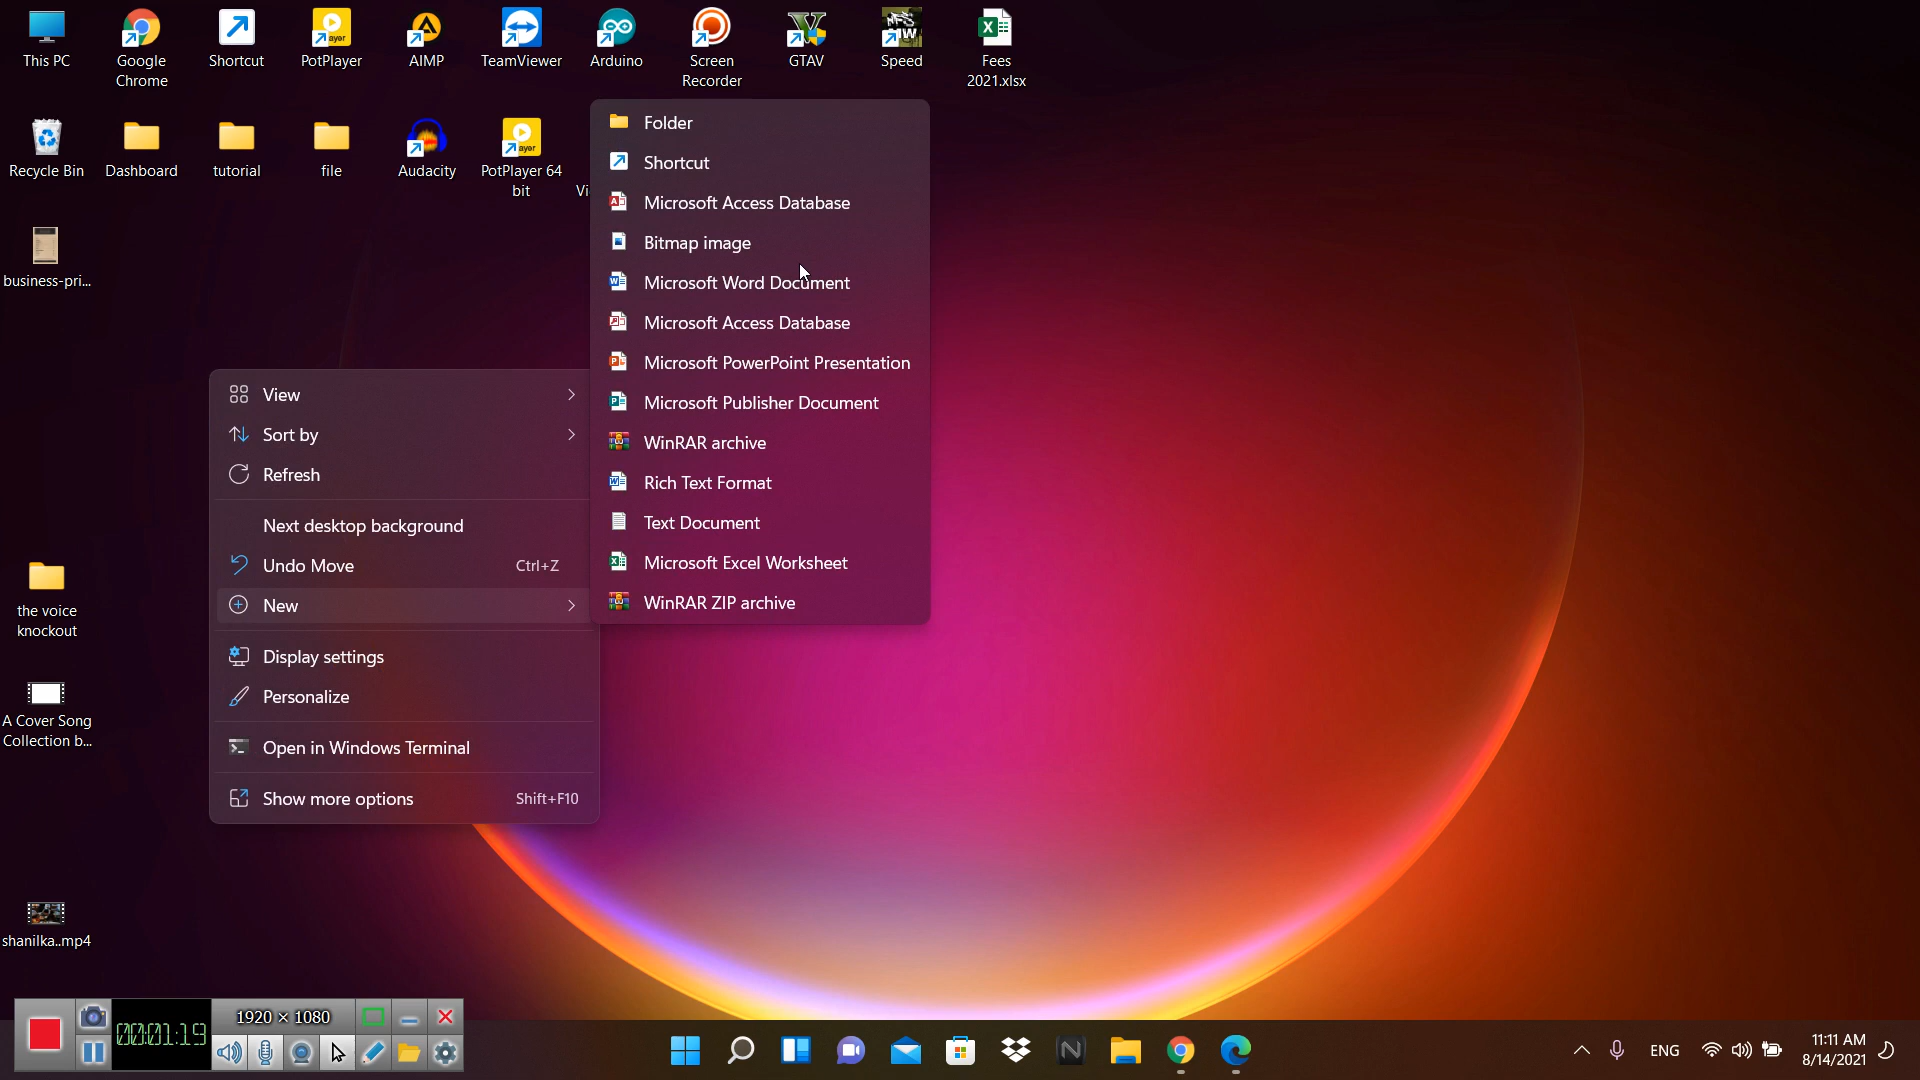 This PC
Google
Chrome
Shortcut
PotPlayer
AIMP
TeamViewer
Arduino
Screen
Recorder
GTAV
Speed
Fees
2021.xlsx
Recycle Bin
Dashboard
tutorial
file
Audacity
PotPlayer 64
bit
Vi
business-pri...
the voice
knockout
A Cover Song
Collection b...
shanilka..mp4
Folder
Shortcut
Microsoft Access Database
Bitmap image
Microsoft Word Document
Microsoft Access Database
Microsoft PowerPoint Presentation
Microsoft Publisher Document
WinRAR archive
Rich Text Format
Text Document
Microsoft Excel Worksheet
WinRAR ZIP archive
View
Sort by
Refresh
Next desktop background
Undo Move Ctrl+Z
New
Display settings
Personalize
Open in Windows Terminal
Show more options Shift+F10
00:01:19
1920 × 1080
ENG
11:11 AM
8/14/2021